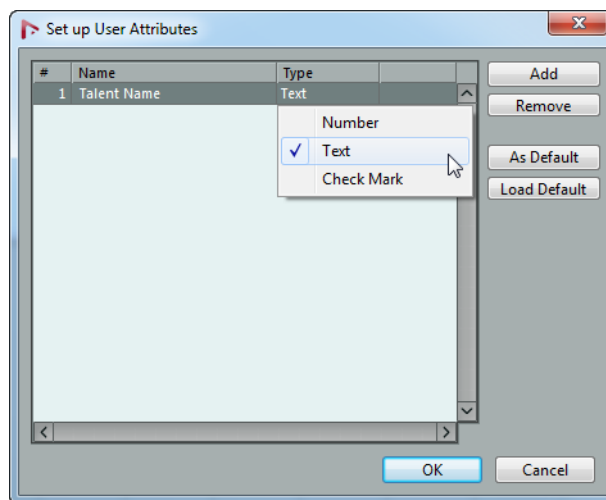 Set up User Attributes
# Name Type
1 Talent Name Text
Number
Text
Check Mark
Add
Remove
As Default
Load Default
OK Cancel